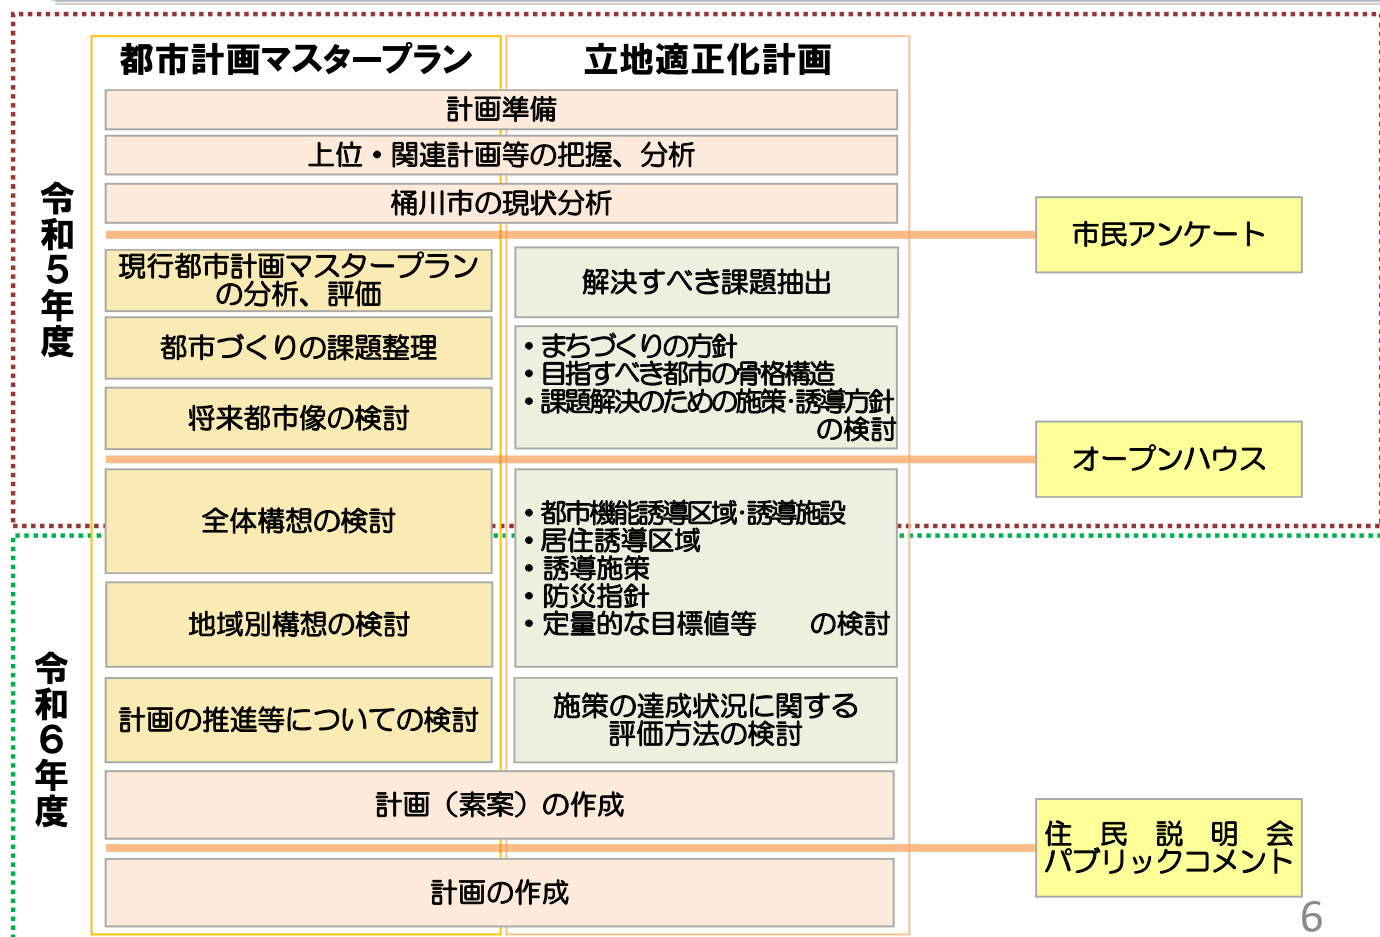 都市計画マスタープラン
立地適正化計画
計画準備
上位・関連計画等の把握、分析
桶川市の現状分析
令和5年度
市民アンケート
現行都市計画マスタープラン
の分析、評価
解決すべき課題抽出
都市づくりの課題整理
将来都市像の検討
・まちづくりの方針
・目指すべき都市の骨格構造
・課題解決のための施策・誘導方針
の検討
オープンハウス
全体構想の検討
地域別構想の検討
・都市機能誘導区域・誘導施設
・居住誘導区域
・誘導施策
・防災指針
・定量的な目標値等　　の検討
令和6年度
計画の推進等についての検討
施策の達成状況に関する
評価方法の検討
計画（素案）の作成
住　民　説　明　会
パブリックコメント
計画の作成
6